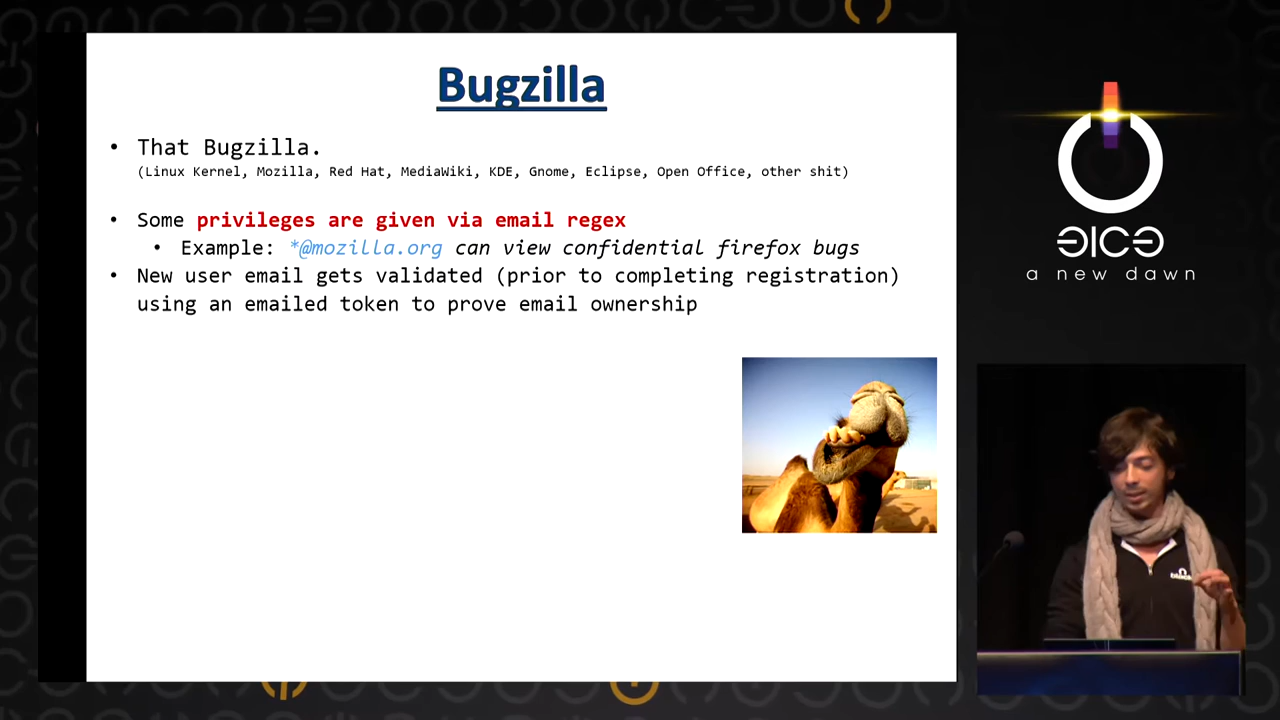 Bugzilla
• That Bugzilla.
(Linux Kernel, Mozilla, Red Hat, MediaWiki, KDE, Gnome, Eclipse, Open Office, other shit)
• Some privileges are given via email regex
• Example: *@mozilla.org can view confidential firefox bugs
• New user email gets validated (prior to completing registration)
using an emailed token to prove email ownership
a new dawn